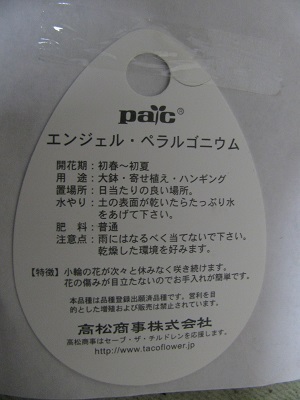 paic®
エンジェル・ペラルゴニウム
開花期：初春～初夏
用　途：大鉢・寄せ植え・ハンギング
置場所：日当たりの良い場所。
水やり：土の表面が乾いたらたっぷり水
をあげて下さい。
肥　料：普通
注意点：雨にはなるべく当てないで下さい。
乾燥した環境を好みます。
【特徴】小輪の花が次々と休みなく咲き続けます。
花の傷みが目立たないのでお手入れが簡単です。
本品種は品種登録出願済品種です。営利を目
的とした増殖および販売は禁止されています。
高松商事株式会社
高松商事はセーブ・ザ・チルドレンを応援します。
http://www.tacoflower.jp